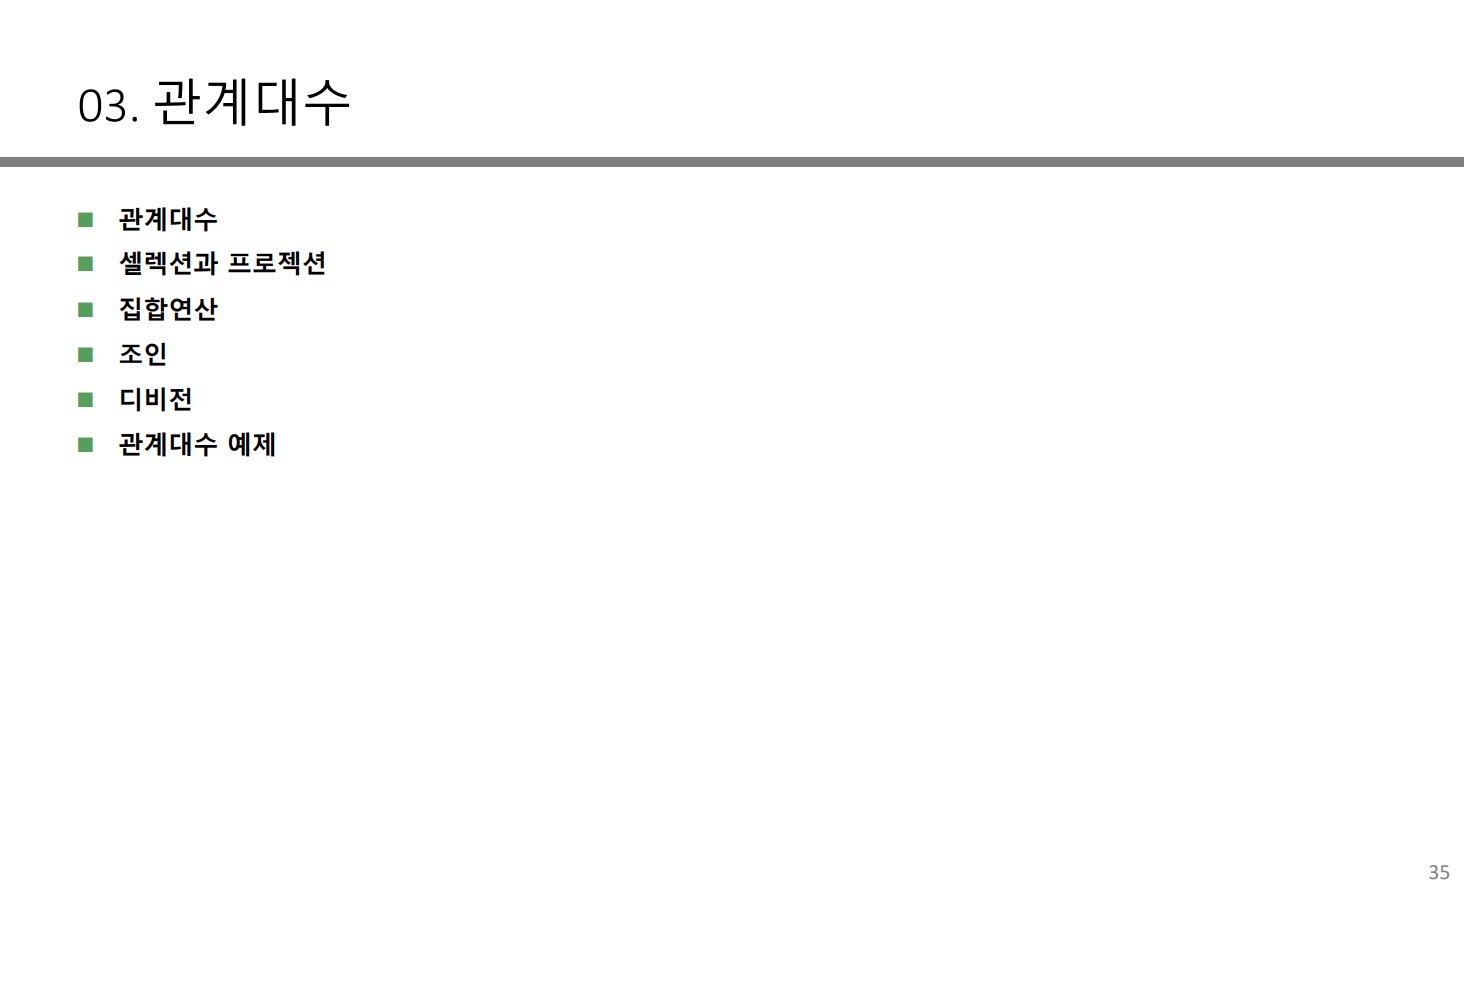 03. 관계대수
■ 관계대수
■ 셀렉션과 프로젝션
■ 집합연산
■ 조인
■ 디비전
■ 관계대수 예제
35